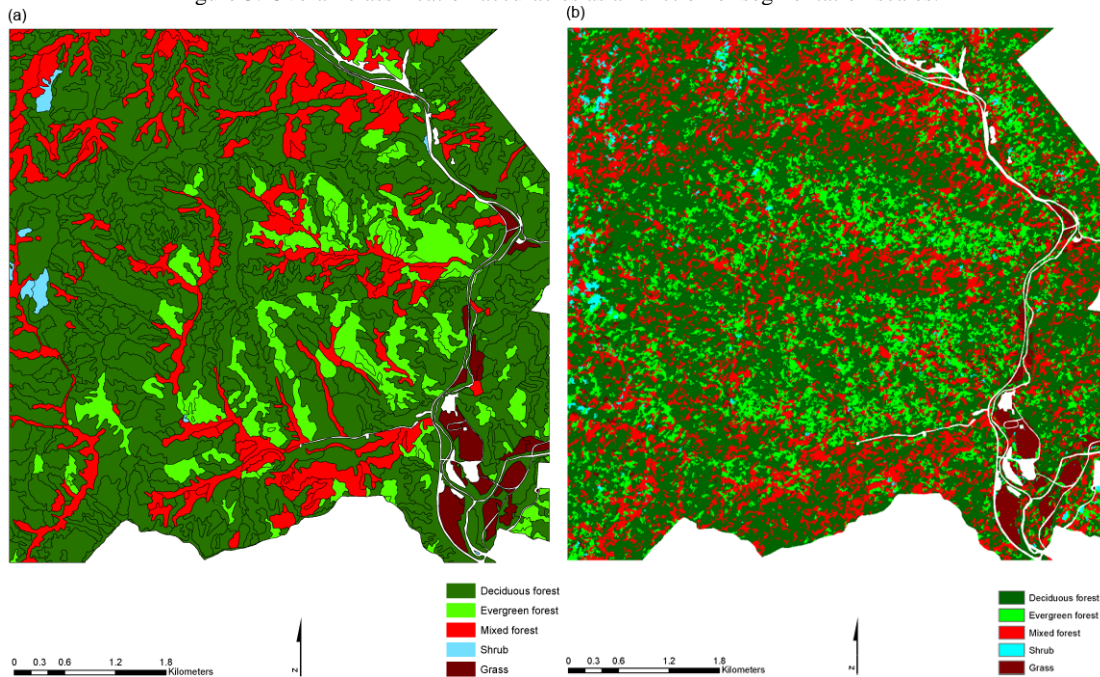 (a)
(b)
Deciduous forest
Evergreen forest
Mixed forest
Shrub
Grass
0 0.3 0.6 1.2 1.8
Kilometers
N
Deciduous forest
Evergreen forest
Mixed forest
Shrub
Grass
0 0.3 0.6 1.2 1.8
Kilometers
N